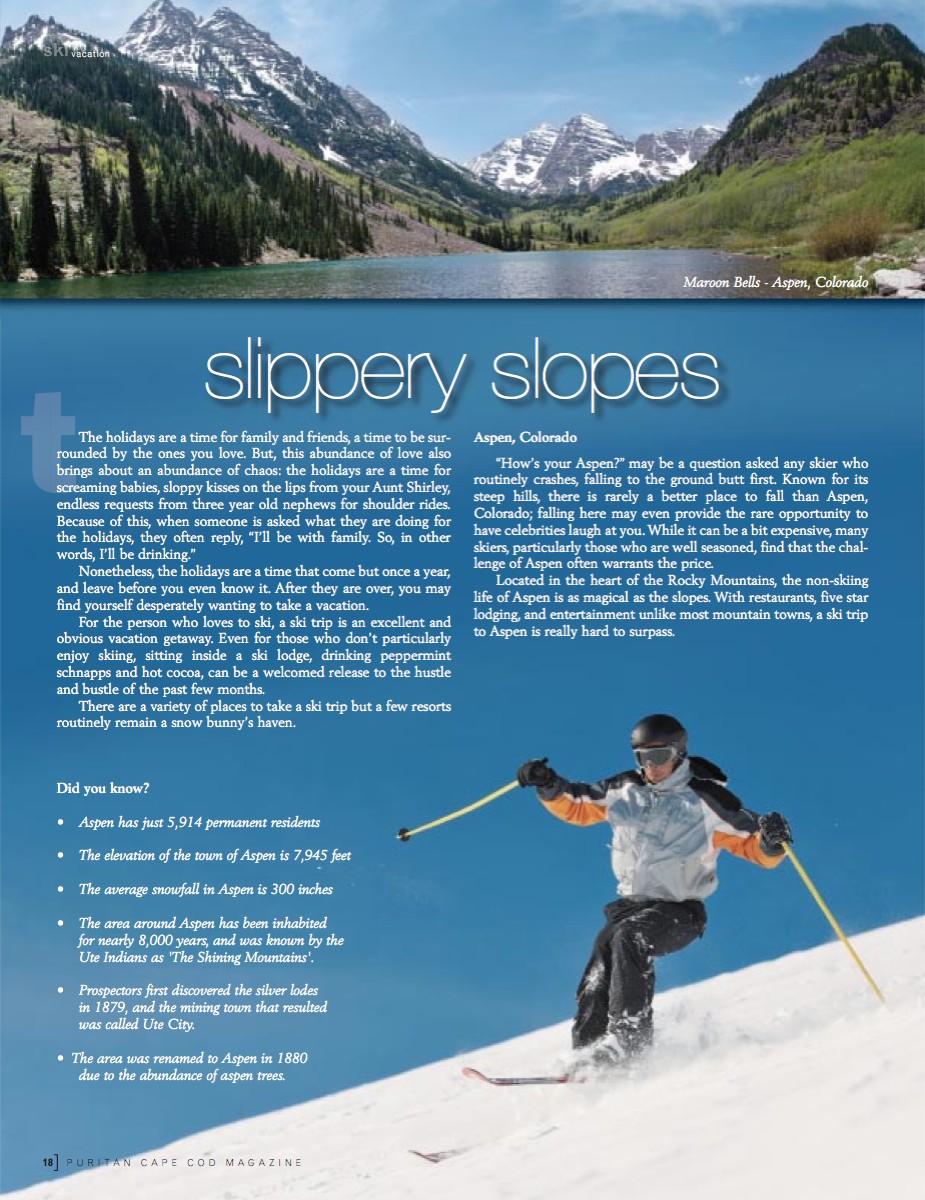 ski vacation
Maroon Bells - Aspen, Colorado
slippery slopes
t
The holidays are a time for family and friends, a time to be sur-
rounded by the ones you love. But, this abundance of love also
brings about an abundance of chaos: the holidays are a time for
screaming babies, sloppy kisses on the lips from your Aunt Shirley,
endless requests from three year old nephews for shoulder rides.
Because of this, when someone is asked what they are doing for
the holidays, they often reply, “I’ll be with family. So, in other
words, I’ll be drinking.”
Nonetheless, the holidays are a time that come but once a year,
and leave before you even know it. After they are over, you may
find yourself desperately wanting to take a vacation.
For the person who loves to ski, a ski trip is an excellent and
obvious vacation getaway. Even for those who don’t particularly
enjoy skiing, sitting inside a ski lodge, drinking peppermint
schnapps and hot cocoa, can be a welcomed release to the hustle
and bustle of the past few months.
There are a variety of places to take a ski trip but a few resorts
routinely remain a snow bunny’s haven.
Aspen, Colorado
“How’s your Aspen?” may be a question asked any skier who
routinely crashes, falling to the ground butt first. Known for its
steep hills, there is rarely a better place to fall than Aspen,
Colorado; falling here may even provide the rare opportunity to
have celebrities laugh at you. While it can be a bit expensive, many
skiers, particularly those who are well seasoned, find that the chal-
lenge of Aspen often warrants the price.
Located in the heart of the Rocky Mountains, the non-skiing
life of Aspen is as magical as the slopes. With restaurants, five star
lodging, and entertainment unlike most mountain towns, a ski trip
to Aspen is really hard to surpass.
Did you know?
• Aspen has just 5,914 permanent residents
• The elevation of the town of Aspen is 7,945 feet
• The average snowfall in Aspen is 300 inches
• The area around Aspen has been inhabited
for nearly 8,000 years, and was known by the
Ute Indians as 'The Shining Mountains'.
• Prospectors first discovered the silver lodes
in 1879, and the mining town that resulted
was called Ute City.
• The area was renamed to Aspen in 1880
due to the abundance of aspen trees.
18] PURITAN CAPE COD MAGAZINE